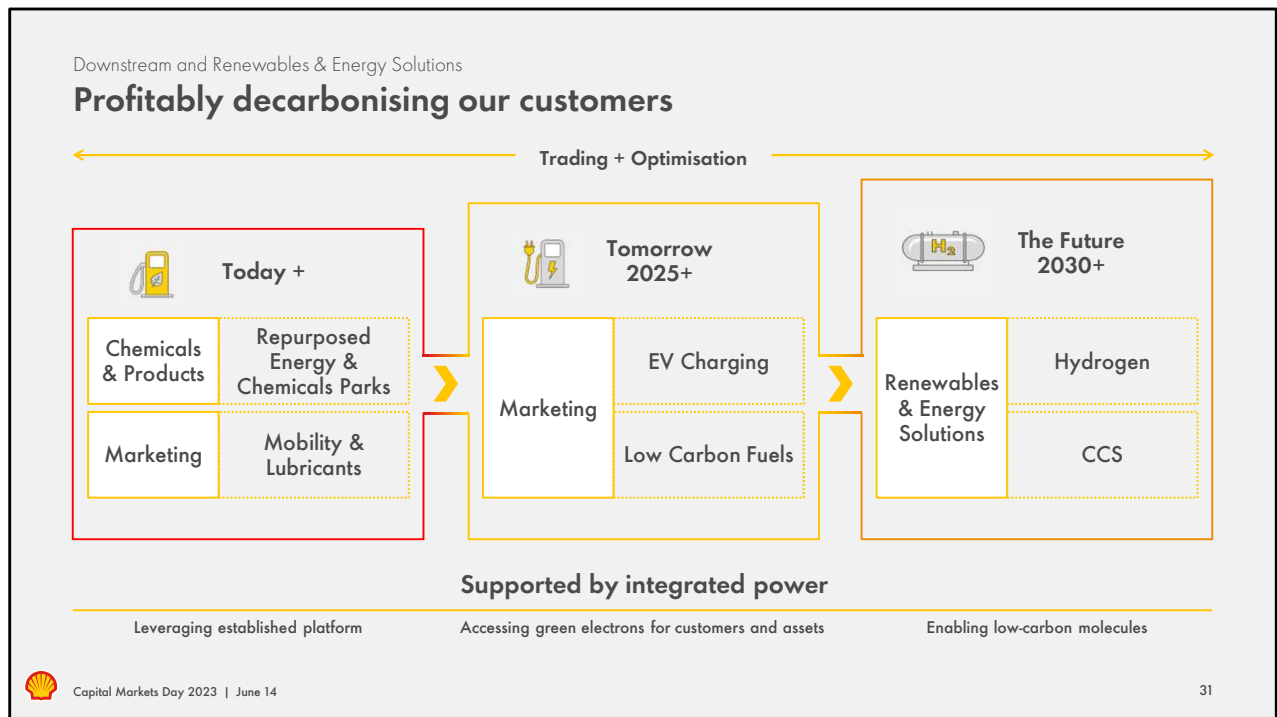 Downstream and Renewables & Energy Solutions
Profitably decarbonising our customers
Trading + Optimisation
Today +
Chemicals
& Products
Repurposed
Energy &
Chemicals Parks
Marketing
Mobility &
Lubricants
Tomorrow
2025+
Marketing
EV Charging
Low Carbon Fuels
H2
The Future
2030+
Renewables
& Energy
Solutions
Hydrogen
CCS
Supported by integrated power
Leveraging established platform
Accessing green electrons for customers and assets
Enabling low-carbon molecules
Capital Markets Day 2023 | June 14
31